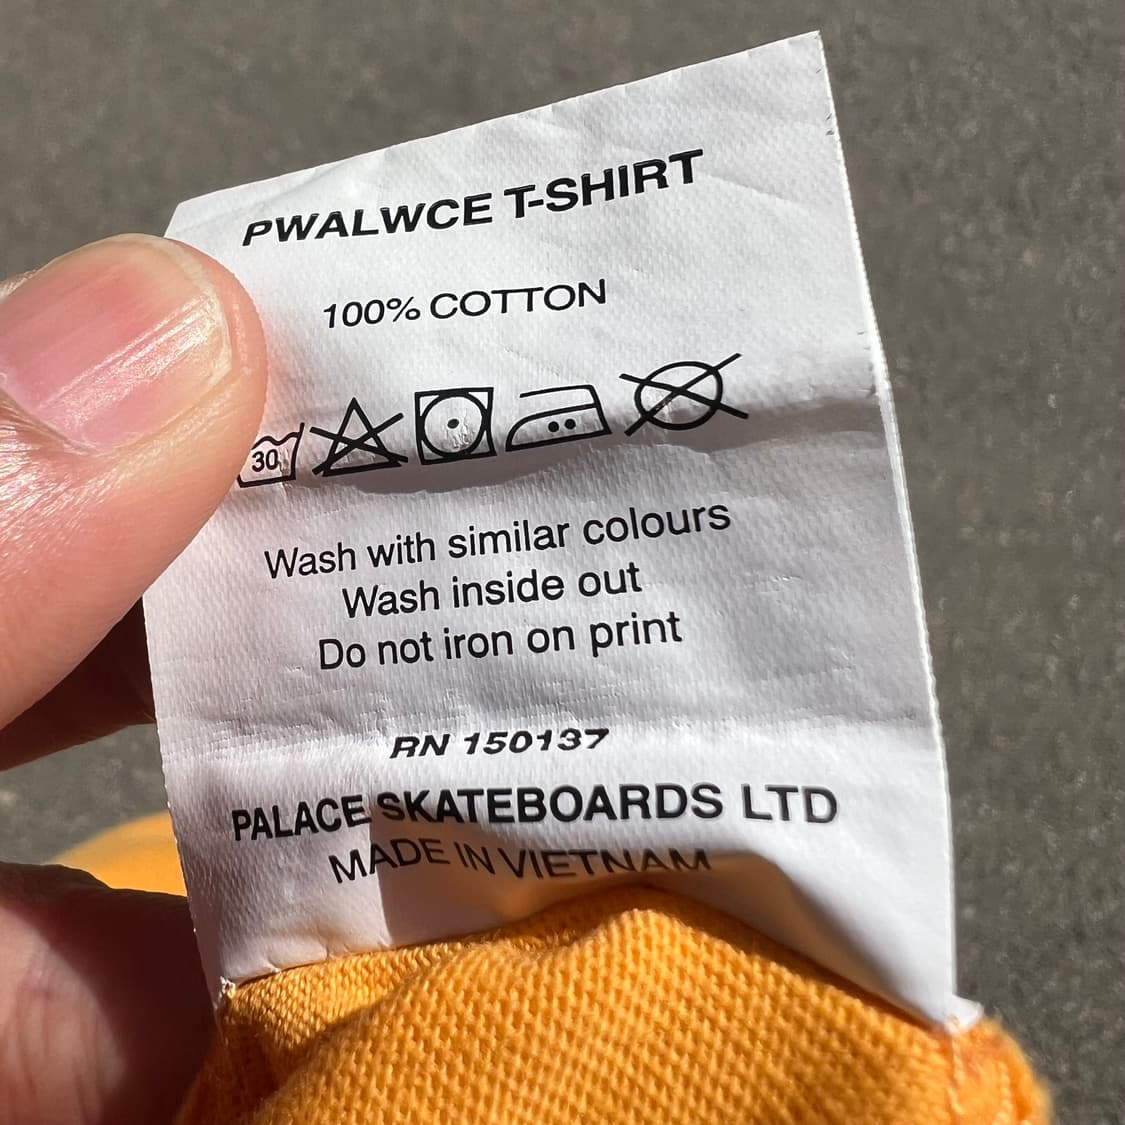 PWALWCE T-SHIRT
100% COTTON
30
Wash with similar colours
Wash inside out
Do not iron on print
RN 150137
PALACE SKATEBOARDS LTD
MADE IN VIETNAM